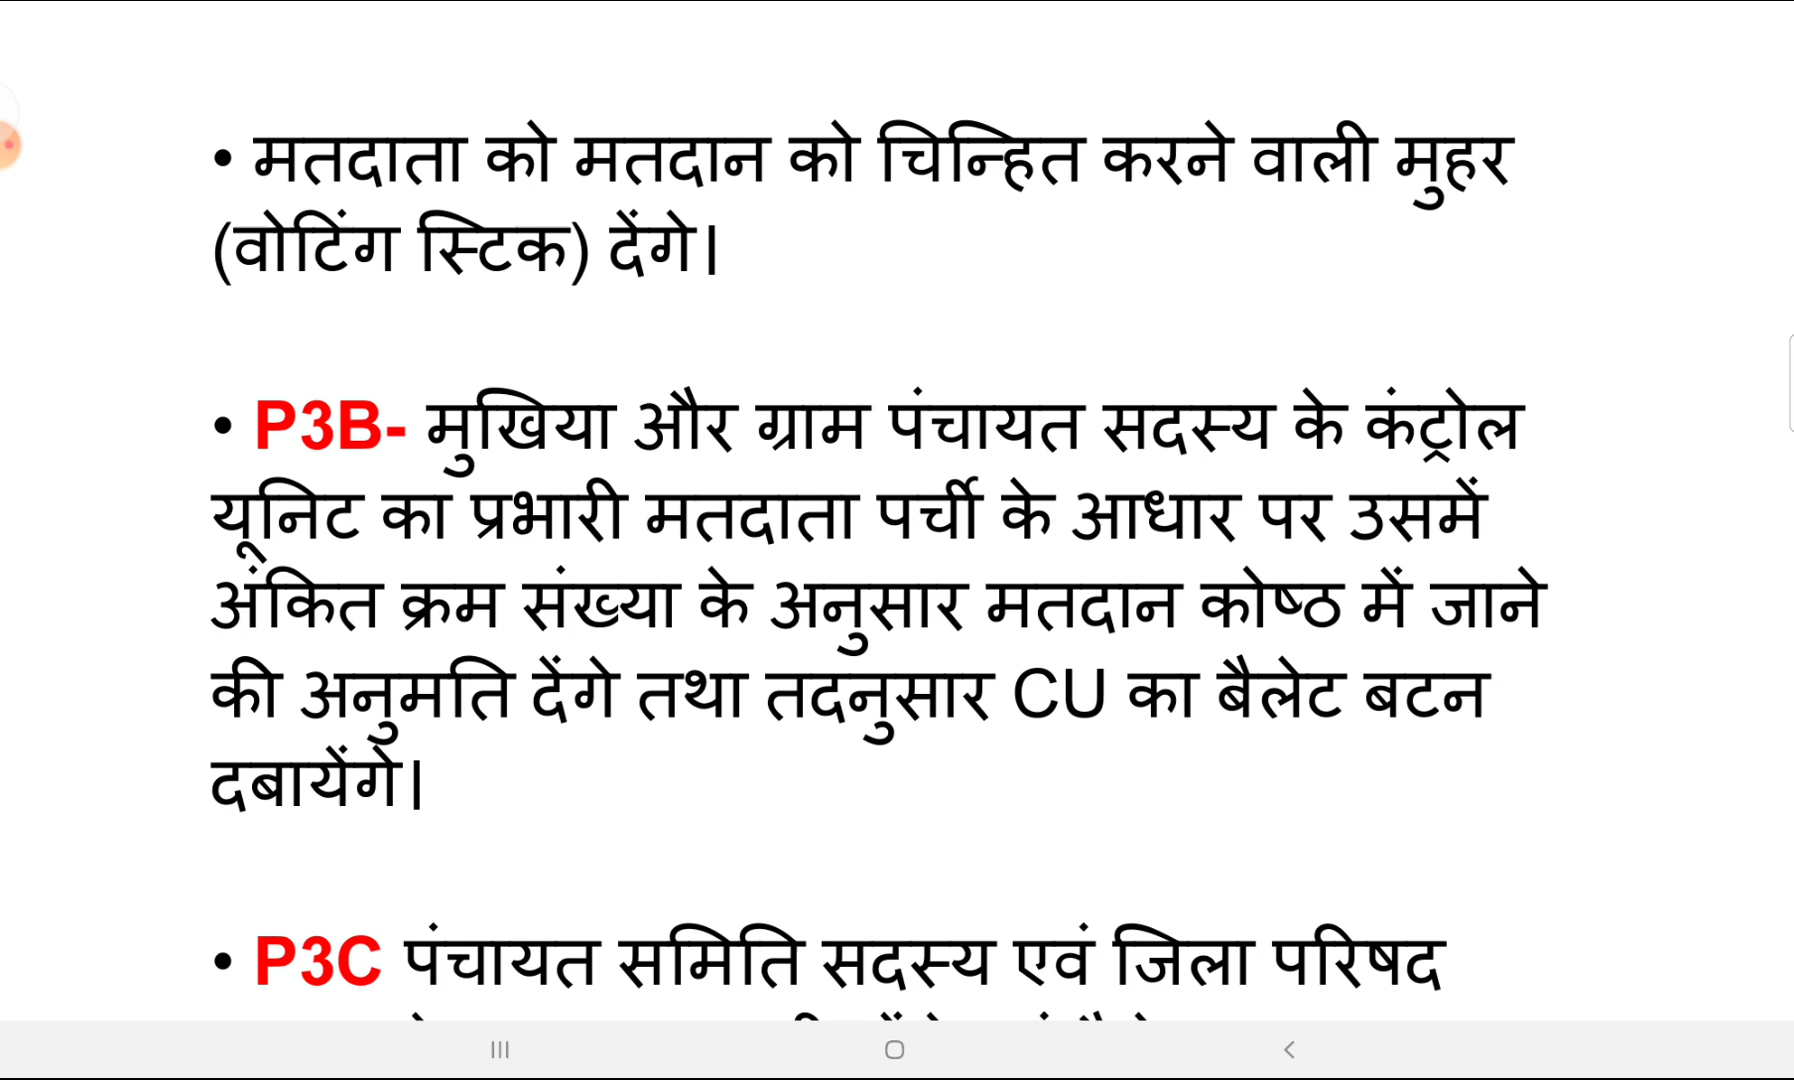 • मतदाता को मतदान को चिन्हित करने वाली मुहर
(वोटिंग स्टिक) देंगे।
• P3B- मुखिया और ग्राम पंचायत सदस्य के कंट्रोल
यूनिट का प्रभारी मतदाता पर्ची के आधार पर उसमें
अंकित क्रम संख्या के अनुसार मतदान कोष्ठ में जाने
की अनुमति देंगे तथा तदनुसार CU का बैलेट बटन
दबायेंगे।
• P3C पंचायत समिति सदस्य एवं जिला परिषद